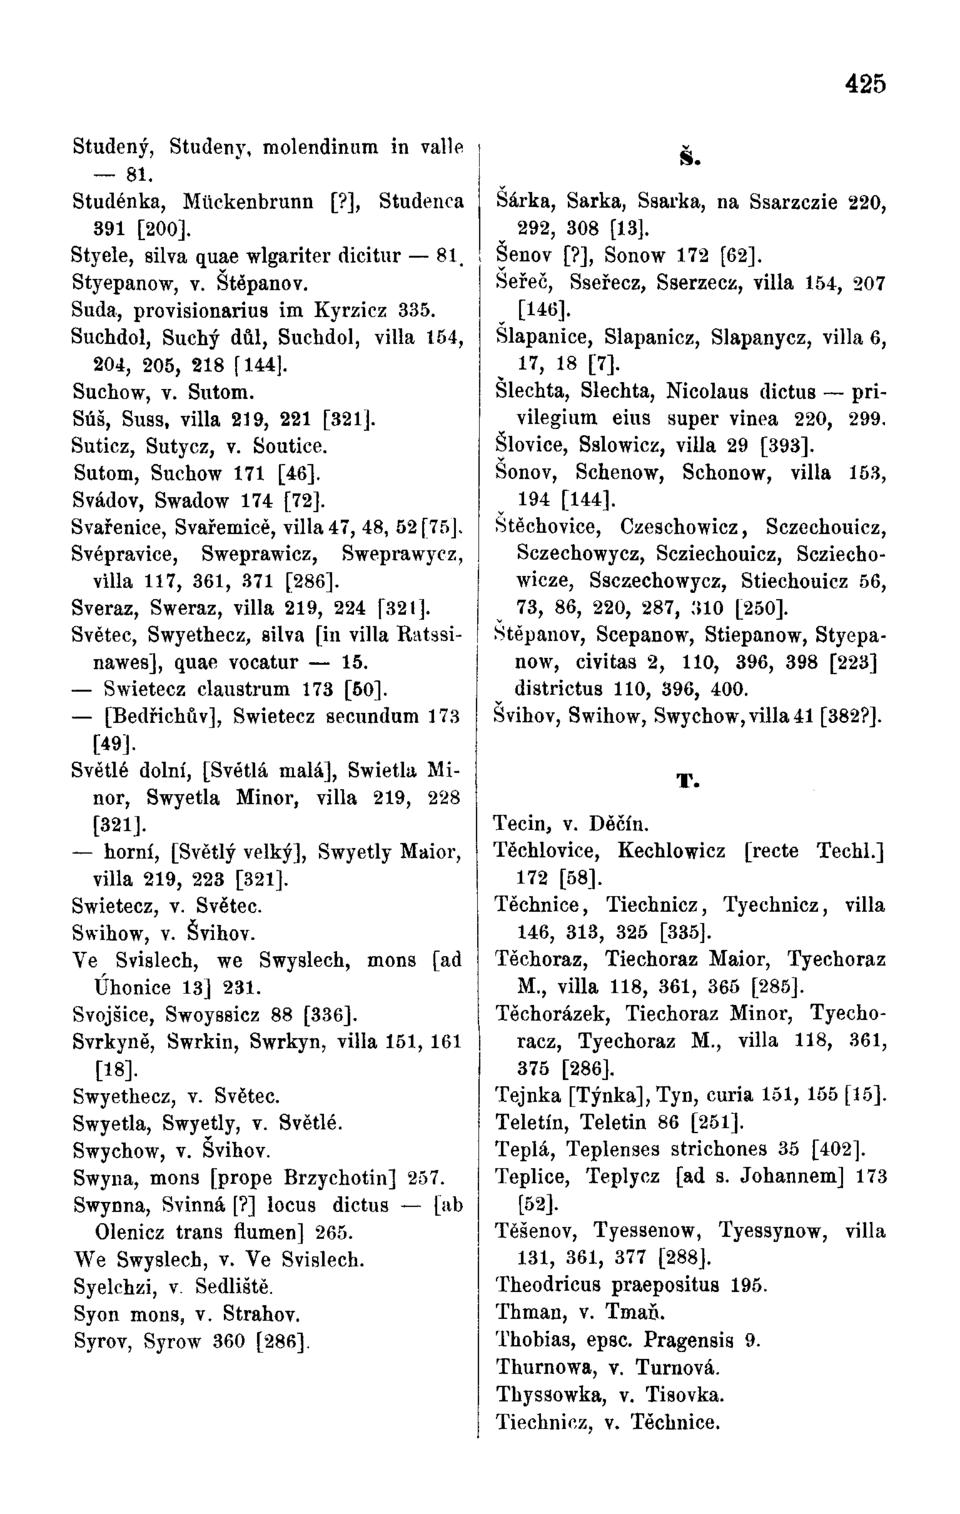 425
Studený, Studeny, molendinum in valle
— 81.
Studénka, Mückenbrunn [?], Studenca
391 [200].
Styele, silva quae wlgariter dicitur — 81.
Styepanow, v. Štěpanov.
Suda, provisionarius im Kyrzicz 335.
Suchdol, Suchý důl, Suchdol, villa 154,
204, 205, 218 [144].
Suchow, v. Sutom.
Súš, Suss, villa 219, 221 [321].
Suticz, Sutycz, v. Soutice.
Sutom, Suchow 171 [46].
Svádov, Swadow 174 [72].
Svařenice, Svařemicě, villa 47, 48, 52 [75].
Svépravice, Sweprawicz, Sweprawycz,
villa 117, 361, 371 [286].
Sveraz, Sweraz, villa 219, 224 [321].
Světec, Swyethecz, silva [in villa Ratssi-
nawes], quae vocatur — 15.
— Swietecz claustrum 173 [50].
— [Bedřichův], Swietecz secundum 173
[49].
Světlé dolní, [Světlá malá], Swietla Mi-
nor, Swyetla Minor, villa 219, 228
[321].
— horní, [Světlý velký], Swyetly Maior,
villa 219, 223 [321].
Swietecz, v. Světec.
Swihow, v. Švihov.
Ve Svislech, we Swyslech, mons [ad
Úhonice 13] 231.
Svojšice, Swoyssicz 88 [336].
Svrkyně, Swrkin, Swrkyn, villa 151, 161
[18].
Swyethecz, v. Světec.
Swyetla, Swyetly, v. Světlé.
Swychow, v. Švihov.
Swyna, mons [prope Brzychotin] 257.
Swynna, Svinná [?] locus dictus — [ab
Olenicz trans flumen] 265.
We Swyslech, v. Ve Svislech.
Syelchzi, v. Sedliště.
Syon mons, v. Strahov.
Syrov, Syrow 360 [286].
Š.
Šárka, Sarka, Ssarka, na Ssarzczie 220,
292, 308 [13].
Šenov [?], Sonow 172 [62].
Šeřeč, Sseřecz, Sserzecz, villa 154, 207
[146].
Šlapanice, Slapanicz, Slapanycz, villa 6,
17, 18 [7].
Šlechta, Slechta, Nicolaus dictus — pri-
vilegium eius super vinea 220, 299.
Šlovice, Sslowicz, villa 29 [393].
Šonov, Schenow, Schonow, villa 153,
194 [144].
Štěchovice, Czeschowicz, Sczechouicz,
Sczechowycz, Scziechouicz, Scziecho-
wicze, Ssczechowycz, Stiechouicz 56,
73, 86, 220, 287, 310 [250].
Štěpanov, Scepanow, Stiepanow, Styepa-
now, civitas 2, 110, 396, 398 [223]
districtus 110, 396, 400.
Švihov, Swihow, Swychow, villa 41 [382?].
T.
Tecin, v. Děčín.
Těchlovice, Kechlowicz [recte Techl.]
172 [58].
Těchnice, Tiechnicz, Tyechnicz, villa
146, 313, 325 [335].
Těchoraz, Tiechoraz Maior, Tyechoraz
M., villa 118, 361, 365 [285].
Těchorázek, Tiechoraz Minor, Tyecho-
racz, Tyechoraz M., villa 118, 361,
375 [286].
Tejnka [Týnka], Tyn, curia 151, 155 [15].
Teletín, Teletin 86 [251].
Teplá, Teplenses strichones 35 [402].
Teplice, Teplycz [ad s. Johannem] 173
[52].
Těšenov, Tyessenow, Tyessynow, villa
131, 361, 377 [288].
Theodricus praepositus 195.
Thman, v. Tmaň.
Thobias, epsc. Pragensis 9.
Thurnowa, v. Turnová.
Thyssowka, v. Tisovka.
Tiechnicz, v. Těchnice.